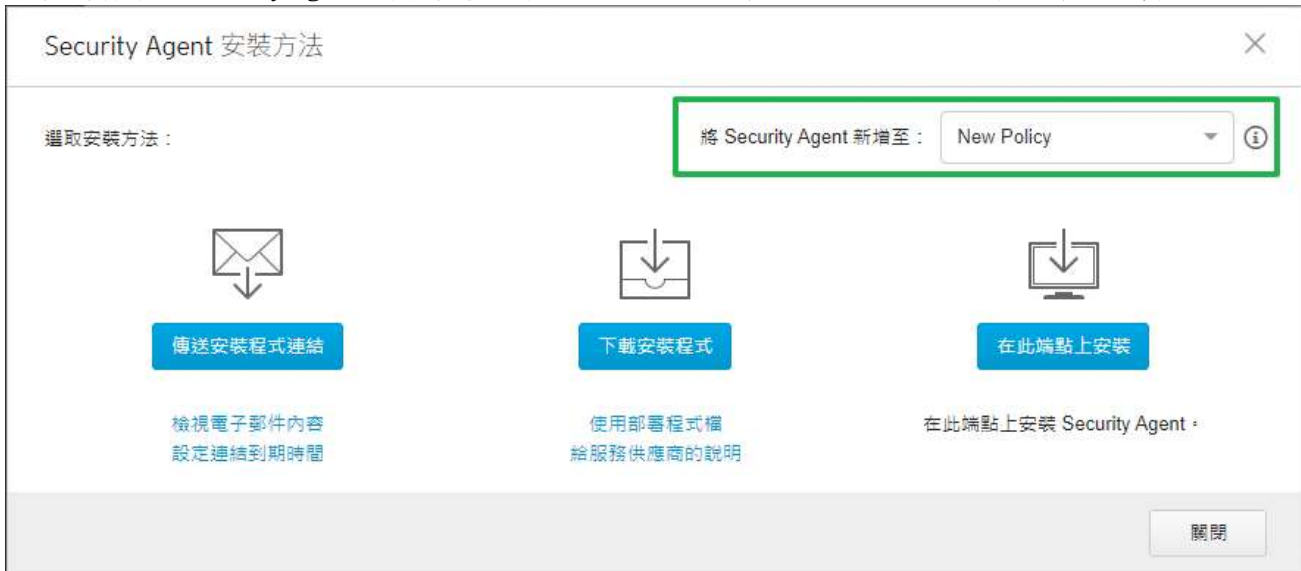 Security Agent 安裝方法
選取安裝方法：
將 Security Agent 新增至： New Policy
傳送安裝程式連結
檢視電子郵件內容
設定連結到期時間
下載安裝程式
使用部署程式檔
給服務供應商的說明
在此端點上安裝
在此端點上安裝 Security Agent。
關閉